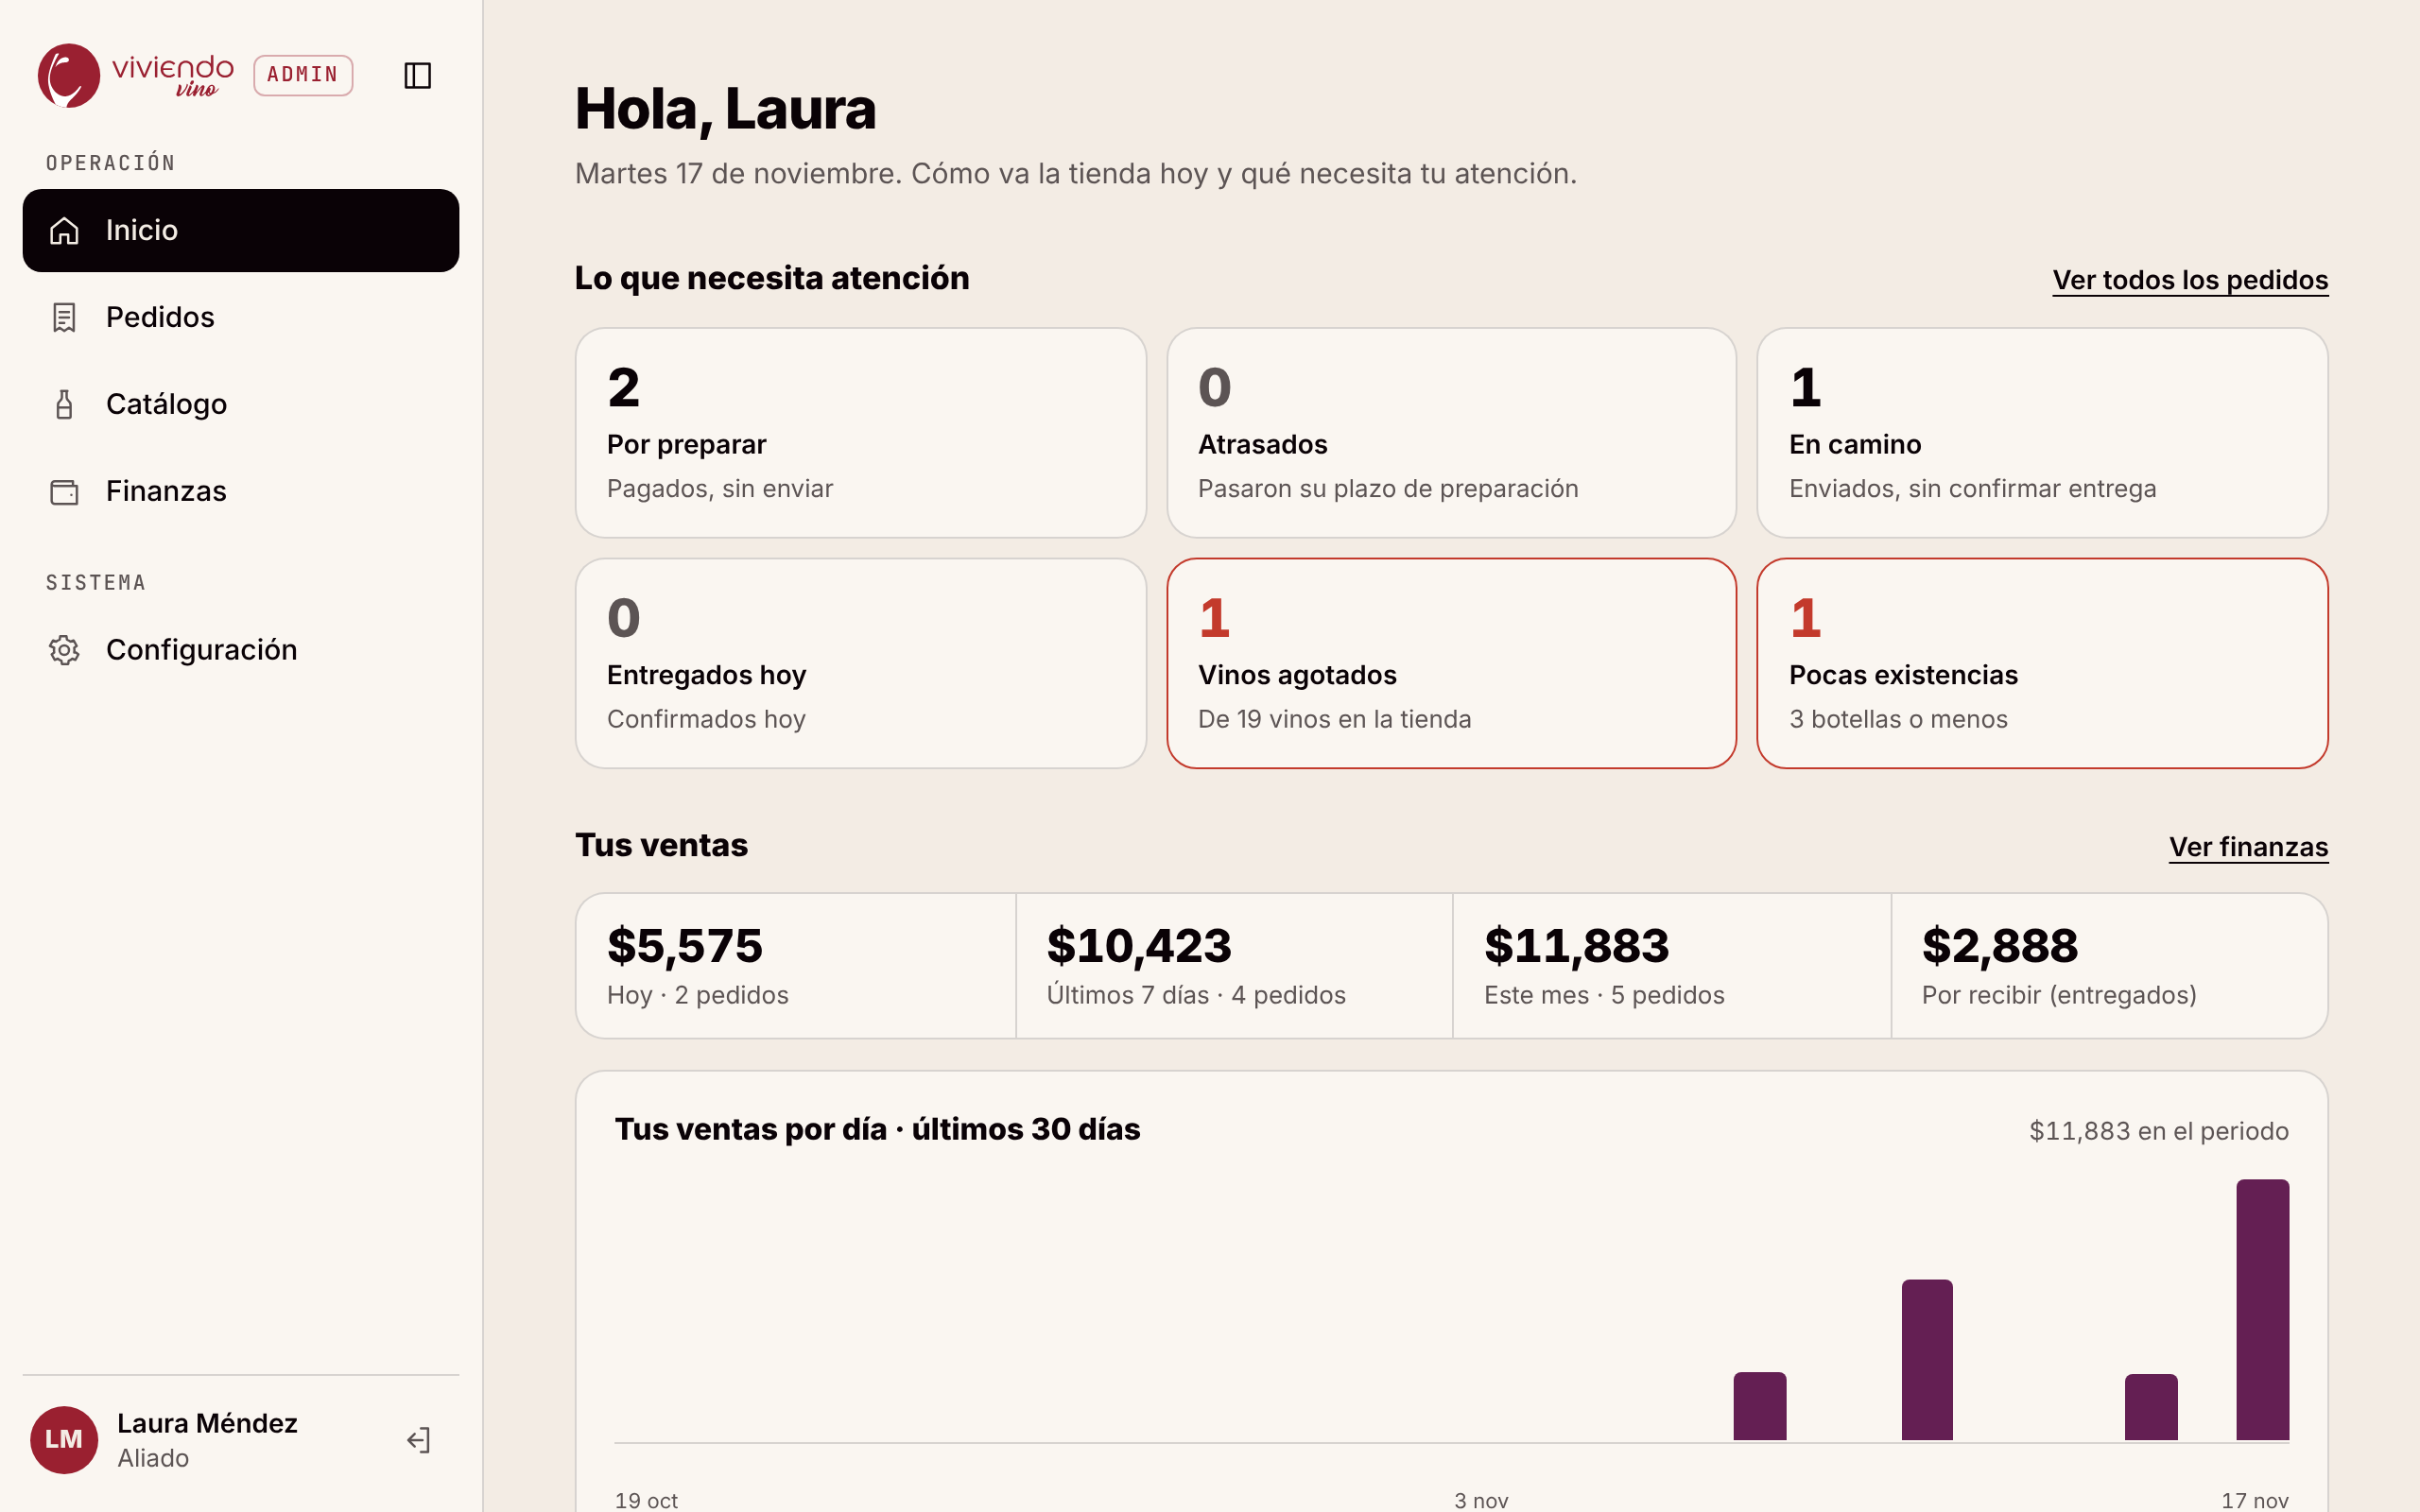 viviendo
vino
ADMIN
OPERACIÓN
Inicio
Pedidos
Catálogo
Finanzas
SISTEMA
Configuración
LM
Laura Méndez
Aliado
Hola, Laura
Martes 17 de noviembre. Cómo va la tienda hoy y qué necesita tu atención.
Lo que necesita atención
Ver todos los pedidos
2
Por preparar
Pagados, sin enviar
0
Atrasados
Pasaron su plazo de preparación
1
En camino
Enviados, sin confirmar entrega
0
Entregados hoy
Confirmados hoy
1
Vinos agotados
De 19 vinos en la tienda
1
Pocas existencias
3 botellas o menos
Tus ventas
Ver finanzas
$5,575
Hoy · 2 pedidos
$10,423
Últimos 7 días · 4 pedidos
$11,883
Este mes · 5 pedidos
$2,888
Por recibir (entregados)
Tus ventas por día · últimos 30 días
$11,883 en el periodo
19 oct
3 nov
17 nov